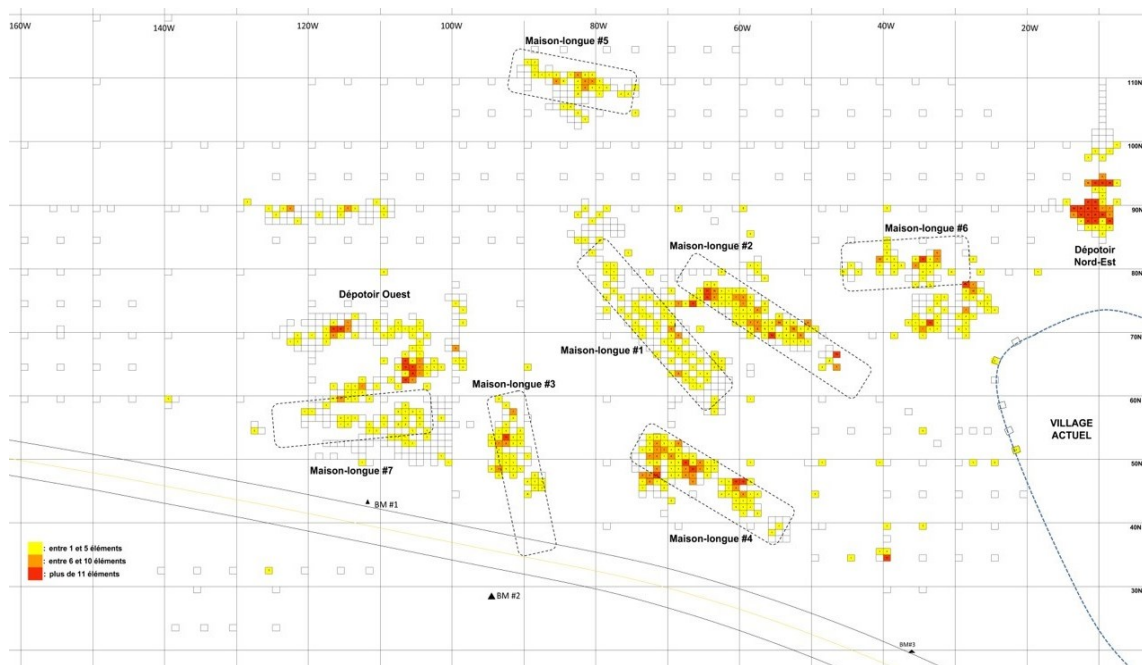 160W
140W
120W
100W
80W
60W
40W
20W
Maison-longue #5
110N
100N
90N
Maison-longue #2
Maison-longue #6
Dépotoir
Nord-Est
80N
Dépotoir Ouest
70N
Maison-longue #1
Maison-longue #3
60N
VILLAGE
ACTUEL
Maison-longue #7
50N
BM #1
Maison-longue #4
40N
: entre 1 et 5 éléments
: entre 6 et 10 éléments
: plus de 11 éléments
BM #2
30N
BM#3